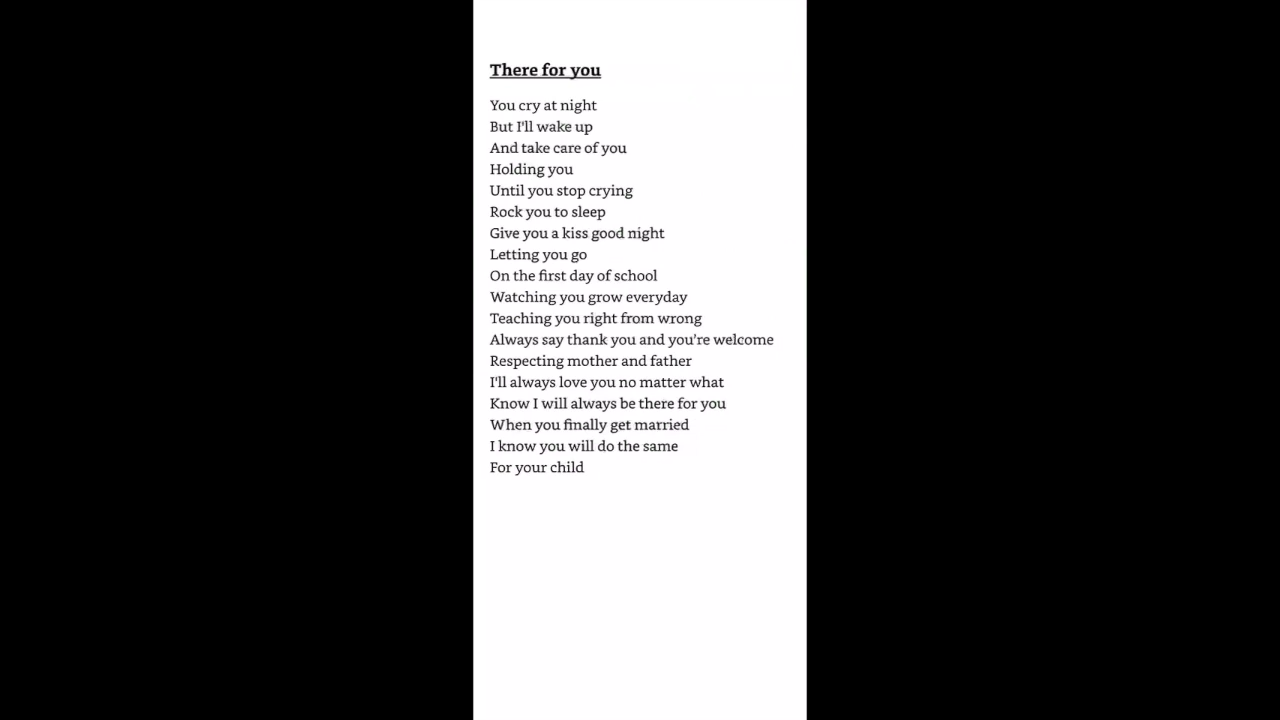 There for you
You cry at night
But I'll wake up
And take care of you
Holding you
Until you stop crying
Rock you to sleep
Give you a kiss good night
Letting you go
On the first day of school
Watching you grow everyday
Teaching you right from wrong
Always say thank you and you're welcome
Respecting mother and father
I'll always love you no matter what
Know I will always be there for you
When you finally get married
I know you will do the same
For your child